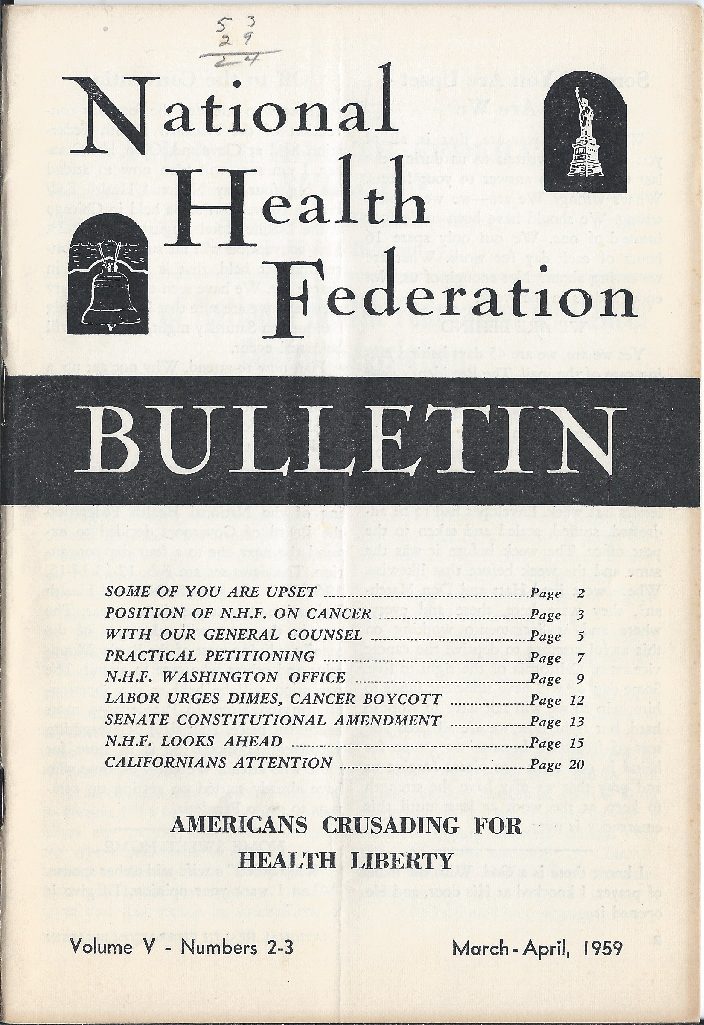 5 3
2 9
2 4
National
Health
Federation
BULLETIN
SOME OF YOU ARE UPSET ........ Page 2
POSITION OF N.H.F. ON CANCER ........ Page 3
WITH OUR GENERAL COUNSEL ........ Page 5
PRACTICAL PETITIONING ........ Page 7
N.H.F. WASHINGTON OFFICE ........ Page 9
LABOR URGES DIMES, CANCER BOYCOTT ........ Page 12
SENATE CONSTITUTIONAL AMENDMENT ........ Page 13
N.H.F. LOOKS AHEAD ........ Page 15
CALIFORNIANS ATTENTION ........ Page 20
AMERICANS CRUSADING FOR
HEALTH LIBERTY
Volume V - Numbers 2-3 March-April, 1959